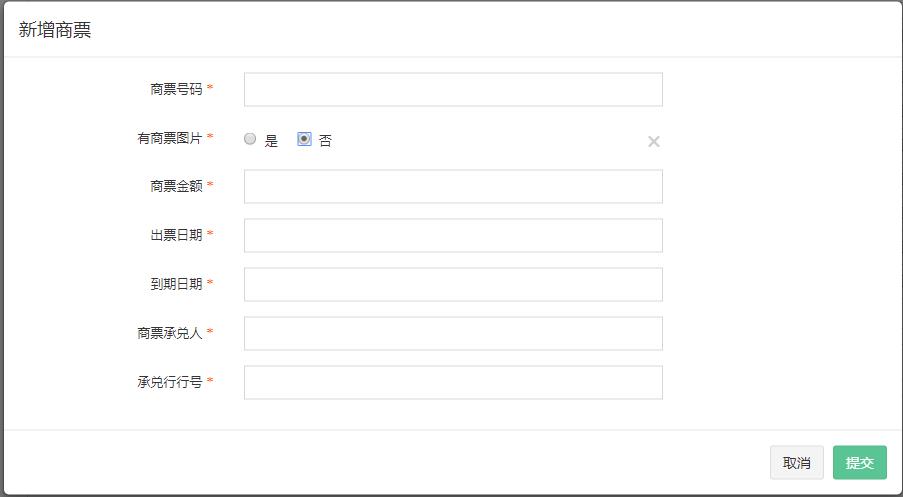 新增商票
商票号码 *
有商票图片 * 是 否
商票金额 *
出票日期 *
到期日期 *
商票承兑人 *
承兑行行号 *
取消 提交